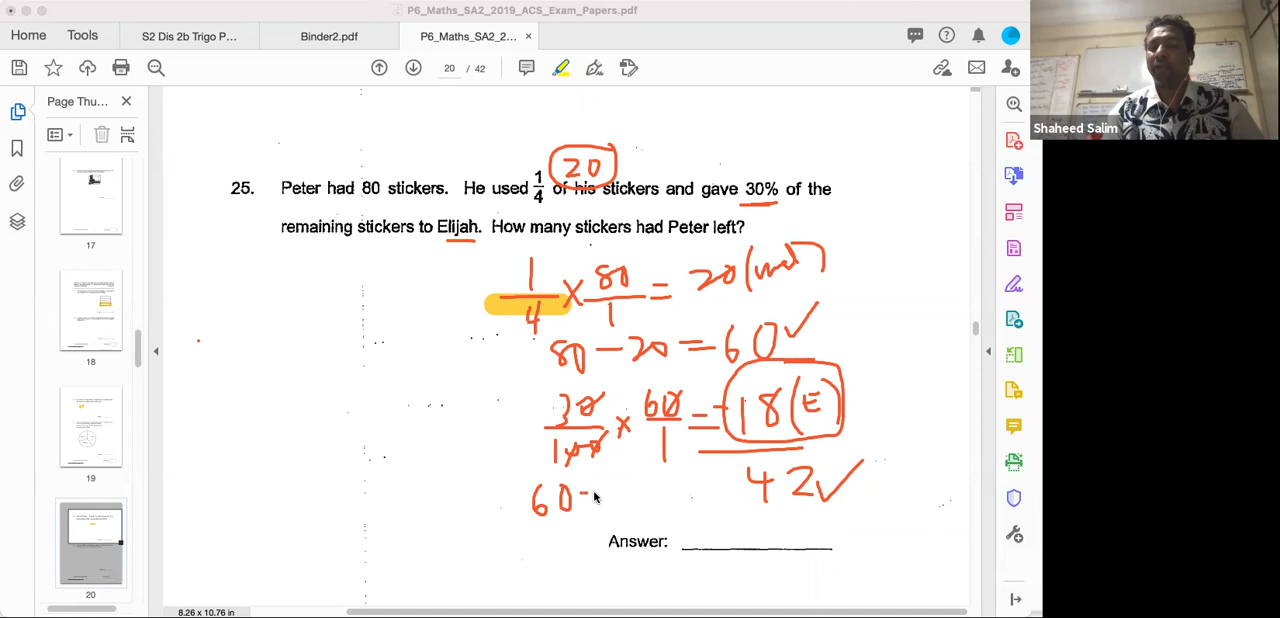 P6_Maths_SA2_2019_ACS_Exam_Papers.pdf
Home Tools S2 Dis 2b Trigo P... Binder2.pdf P6_Maths_SA2_2... ×
20 / 42
Page Thu...
17
18
19
20
Shaheed Salim
20
25. Peter had 80 stickers. He used 1/4 of his stickers and gave 30% of the
remaining stickers to Elijah. How many stickers had Peter left?
1/4 × 80/1 = 20 (used)
80 - 20 = 60 ✓
30/100 × 60/1 = 18 (E)
42 ✓
60 -
Answer:
8.26 x 10.76 in